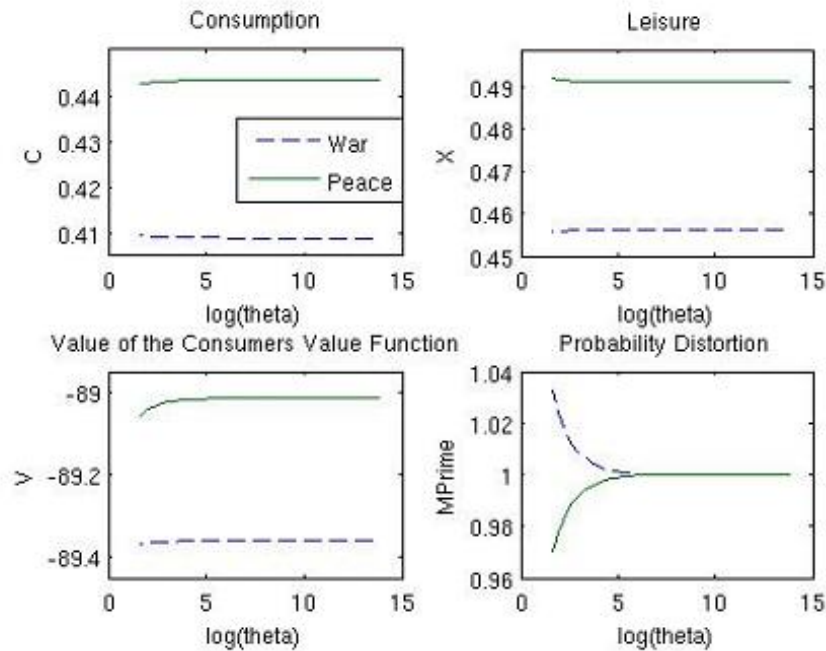 Consumption
0.44
0.43
0.42
0.41
C
War
Peace
0
5
10
15
log(theta)
Leisure
0.49
0.48
0.47
0.46
0.45
X
0
5
10
15
log(theta)
Value of the Consumers Value Function
-89
-89.2
-89.4
V
0
5
10
15
log(theta)
Probability Distortion
1.04
1.02
1
0.98
0.96
MPrime
0
5
10
15
log(theta)